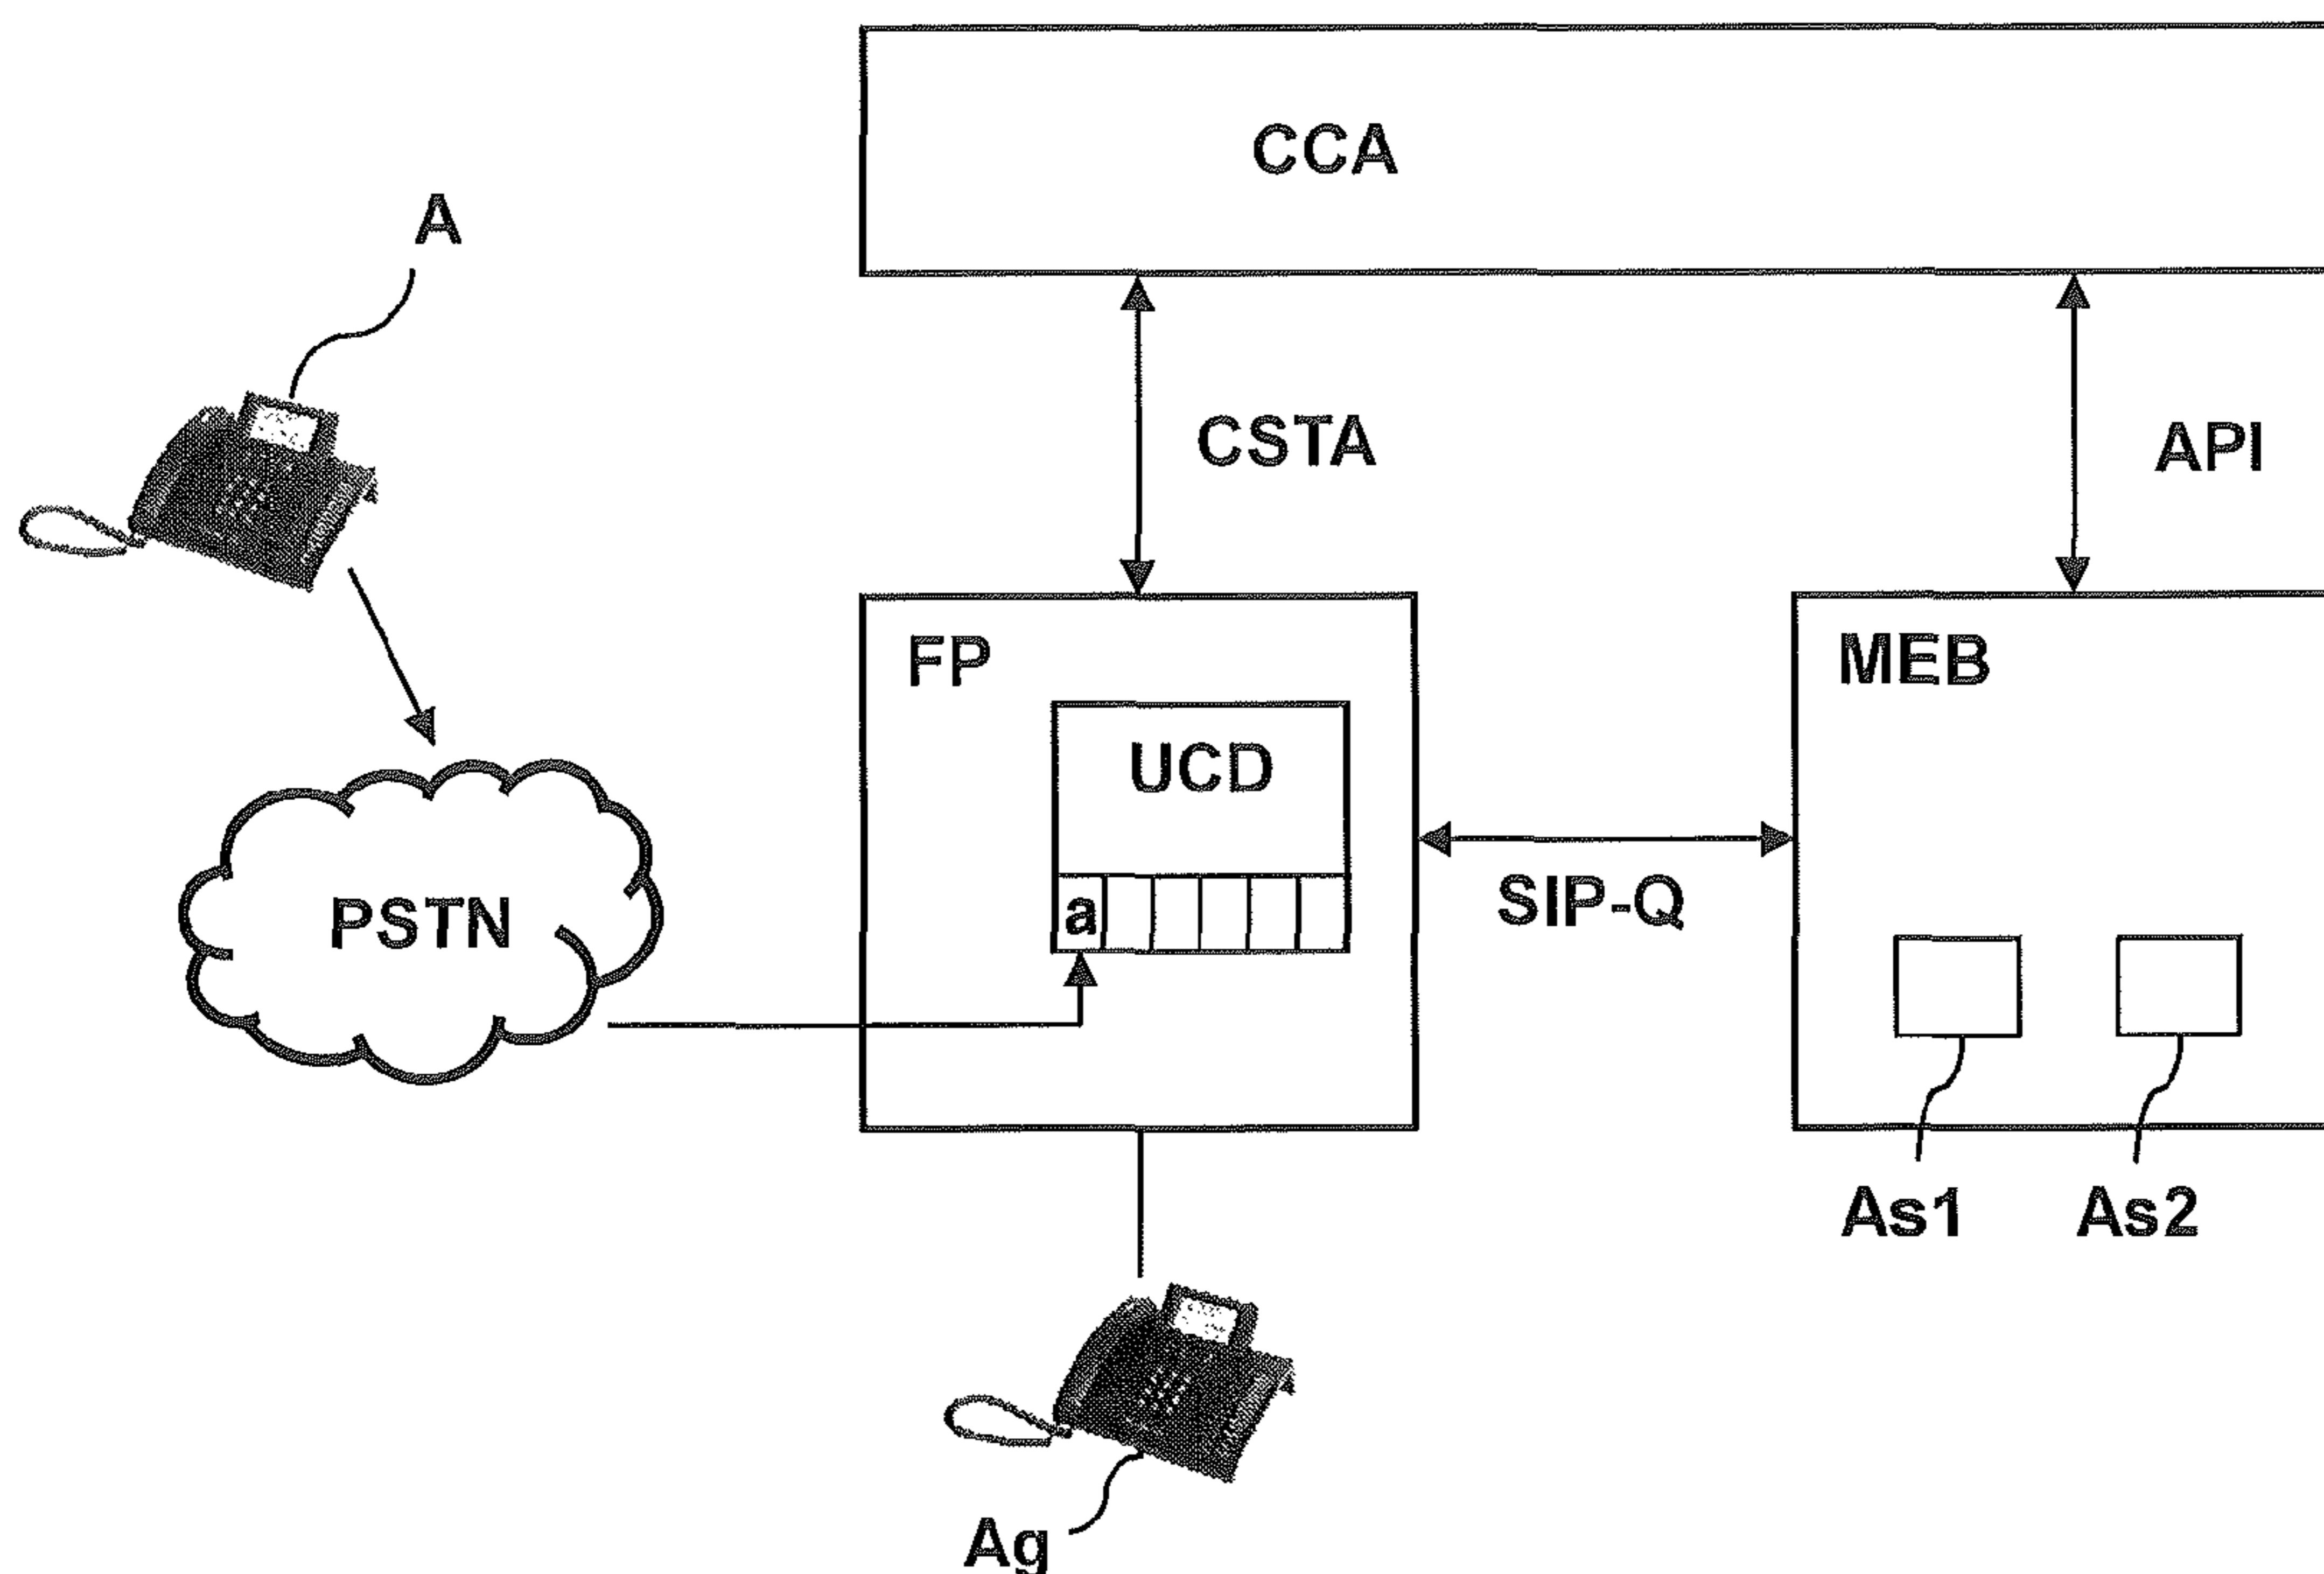 CCA
A
CSTA
API
FP
MEB
UCD
a
SIP-Q
PSTN
As1
As2
Ag